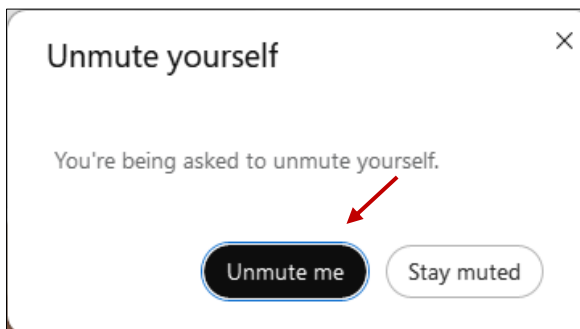 Unmute yourself
You're being asked to unmute yourself.
Unmute me
Stay muted